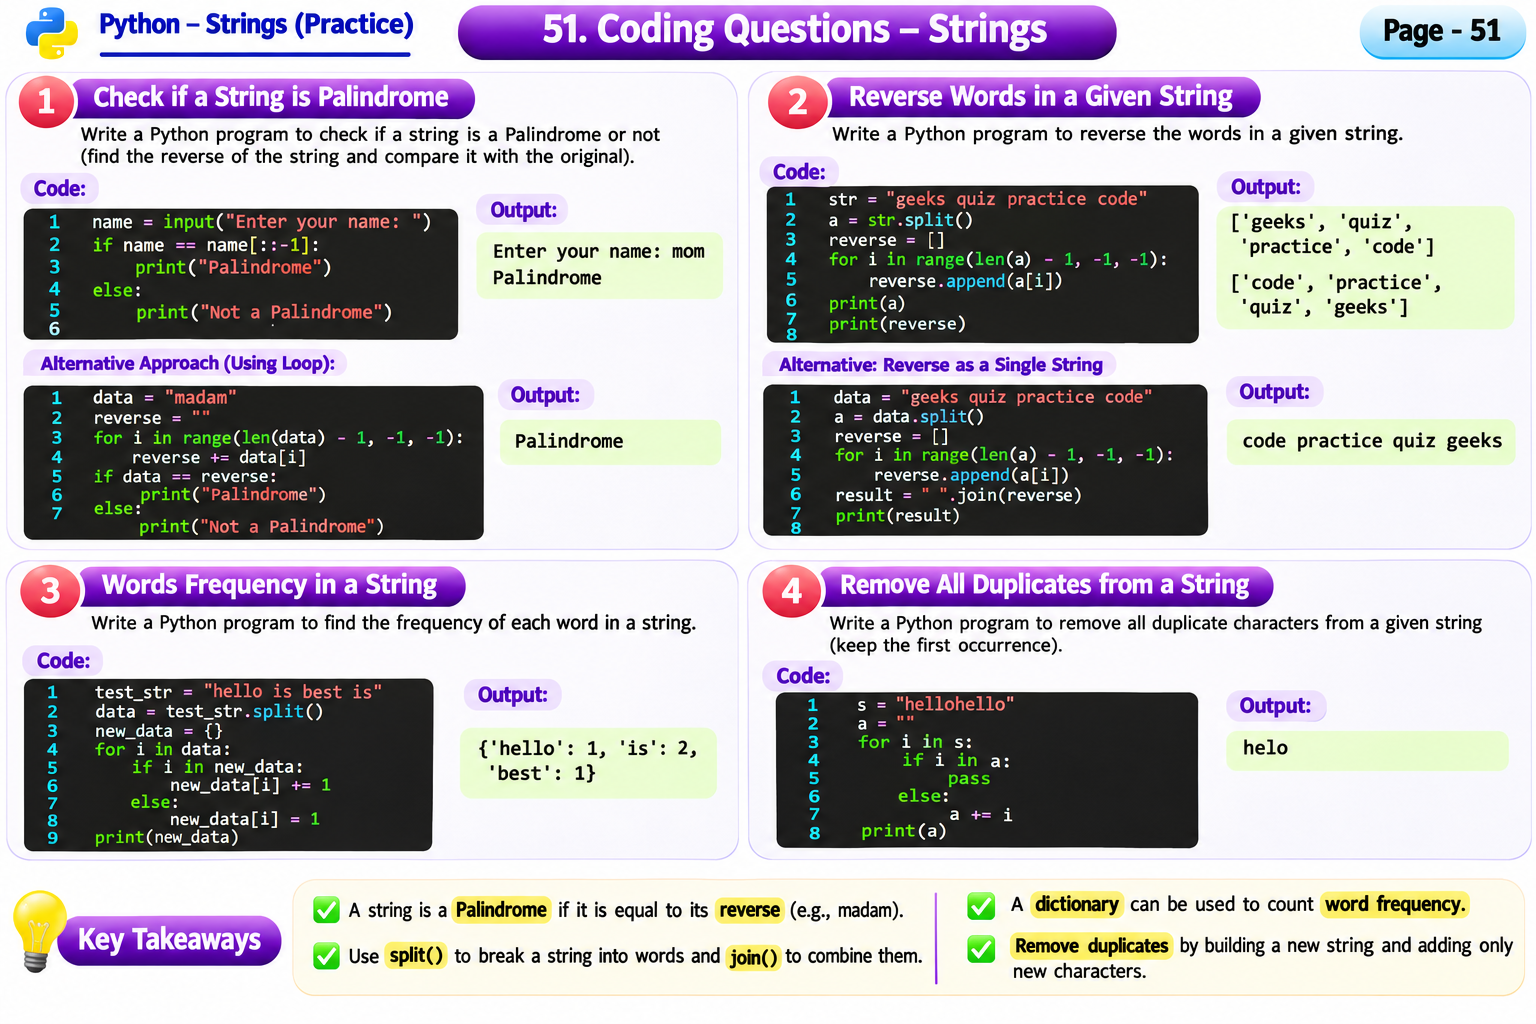 Python – Strings (Practice)
51. Coding Questions – Strings
Page - 51
1
Check if a String is Palindrome
Write a Python program to check if a string is a Palindrome or not
(find the reverse of the string and compare it with the original).
Code:
1 name = input("Enter your name: ")
2 if name == name[::-1]:
3 print("Palindrome")
4 else:
5 print("Not a Palindrome")
6
Output:
Enter your name: mom
Palindrome
Alternative Approach (Using Loop):
1 data = "madam"
2 reverse = ""
3 for i in range(len(data) - 1, -1, -1):
4 reverse += data[i]
5 if data == reverse:
6 print("Palindrome")
7 else:
print("Not a Palindrome")
Output:
Palindrome
2
Reverse Words in a Given String
Write a Python program to reverse the words in a given string.
Code:
1 str = "geeks quiz practice code"
2 a = str.split()
3 reverse = []
4 for i in range(len(a) - 1, -1, -1):
5 reverse.append(a[i])
6 print(a)
7 print(reverse)
8
Output:
['geeks', 'quiz',
'practice', 'code']
['code', 'practice',
'quiz', 'geeks']
Alternative: Reverse as a Single String
1 data = "geeks quiz practice code"
2 a = data.split()
3 reverse = []
4 for i in range(len(a) - 1, -1, -1):
5 reverse.append(a[i])
6 result = " ".join(reverse)
7 print(result)
8
Output:
code practice quiz geeks
3
Words Frequency in a String
Write a Python program to find the frequency of each word in a string.
Code:
1 test_str = "hello is best is"
2 data = test_str.split()
3 new_data = {}
4 for i in data:
5 if i in new_data:
6 new_data[i] += 1
7 else:
8 new_data[i] = 1
9 print(new_data)
Output:
{'hello': 1, 'is': 2,
'best': 1}
4
Remove All Duplicates from a String
Write a Python program to remove all duplicate characters from a given string
(keep the first occurrence).
Code:
1 s = "hellohello"
2 a = ""
3 for i in s:
4 if i in a:
5 pass
6 else:
7 a += i
8 print(a)
Output:
helo
Key Takeaways
A string is a Palindrome if it is equal to its reverse (e.g., madam).
Use split() to break a string into words and join() to combine them.
A dictionary can be used to count word frequency.
Remove duplicates by building a new string and adding only
new characters.